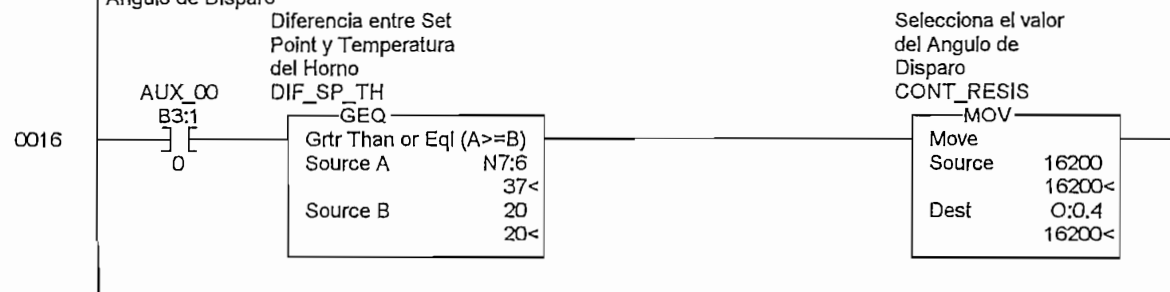 Angulo de Disparo
Diferencia entre Set
Point y Temperatura
del Horno
DIF_SP_TH
Selecciona el valor
del Angulo de
Disparo
CONT_RESIS
AUX_00
B3:1
0
0016
GEQ
Grtr Than or Eql (A>=B)
Source A N7:6
37<
Source B 20
20<
MOV
Move
Source 16200
16200<
Dest O:0.4
16200<